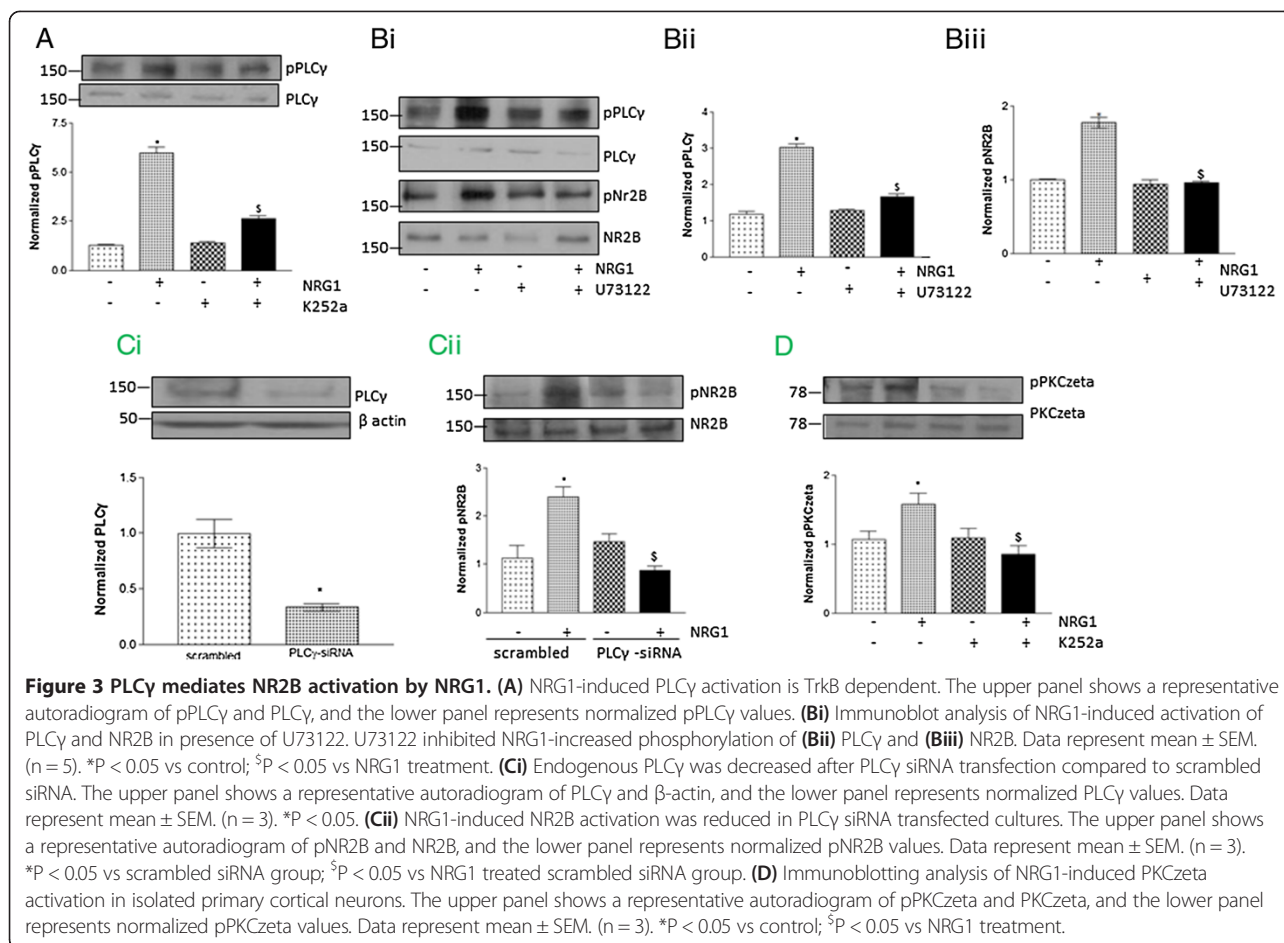 A
150
pPLCγ
150
PLCγ
7.5
5.0
2.5
0.0
Normalized pPLCγ
*
$
- + - + NRG1
- - + + K252a
Bi
150
pPLCγ
150
PLCγ
150
pNr2B
150
NR2B
- + - + NRG1
- - + + U73122
Bii
4
3
2
1
0
Normalized pPLCγ
*
$
- + - + NRG1
- - + + U73122
Biii
2
1
0
Normalized pNR2B
*
$
- + - + NRG1
- - + + U73122
Ci
150
PLCγ
50
β actin
1.5
1.0
0.5
0.0
Normalized PLCγ
*
scrambled PLCγ-siRNA
Cii
150
pNR2B
150
NR2B
3
2
1
0
Normalized pNR2B
*
$
- + - + NRG1
scrambled PLCγ -siRNA
D
78
pPKCzeta
78
PKCzeta
2
1
0
Normalized pPKCzeta
*
$
- + - + NRG1
- - + + K252a
Figure 3 PLCγ mediates NR2B activation by NRG1. (A) NRG1-induced PLCγ activation is TrkB dependent. The upper panel shows a representative
autoradiogram of pPLCγ and PLCγ, and the lower panel represents normalized pPLCγ values. (Bi) Immunoblot analysis of NRG1-induced activation of
PLCγ and NR2B in presence of U73122. U73122 inhibited NRG1-increased phosphorylation of (Bii) PLCγ and (Biii) NR2B. Data represent mean ± SEM.
(n = 5). *P < 0.05 vs control; $P < 0.05 vs NRG1 treatment. (Ci) Endogenous PLCγ was decreased after PLCγ siRNA transfection compared to scrambled
siRNA. The upper panel shows a representative autoradiogram of PLCγ and β-actin, and the lower panel represents normalized PLCγ values. Data
represent mean ± SEM. (n = 3). *P < 0.05. (Cii) NRG1-induced NR2B activation was reduced in PLCγ siRNA transfected cultures. The upper panel shows
a representative autoradiogram of pNR2B and NR2B, and the lower panel represents normalized pNR2B values. Data represent mean ± SEM. (n = 3).
*P < 0.05 vs scrambled siRNA group; $P < 0.05 vs NRG1 treated scrambled siRNA group. (D) Immunoblotting analysis of NRG1-induced PKCzeta
activation in isolated primary cortical neurons. The upper panel shows a representative autoradiogram of pPKCzeta and PKCzeta, and the lower panel
represents normalized pPKCzeta values. Data represent mean ± SEM. (n = 3). *P < 0.05 vs control; $P < 0.05 vs NRG1 treatment.